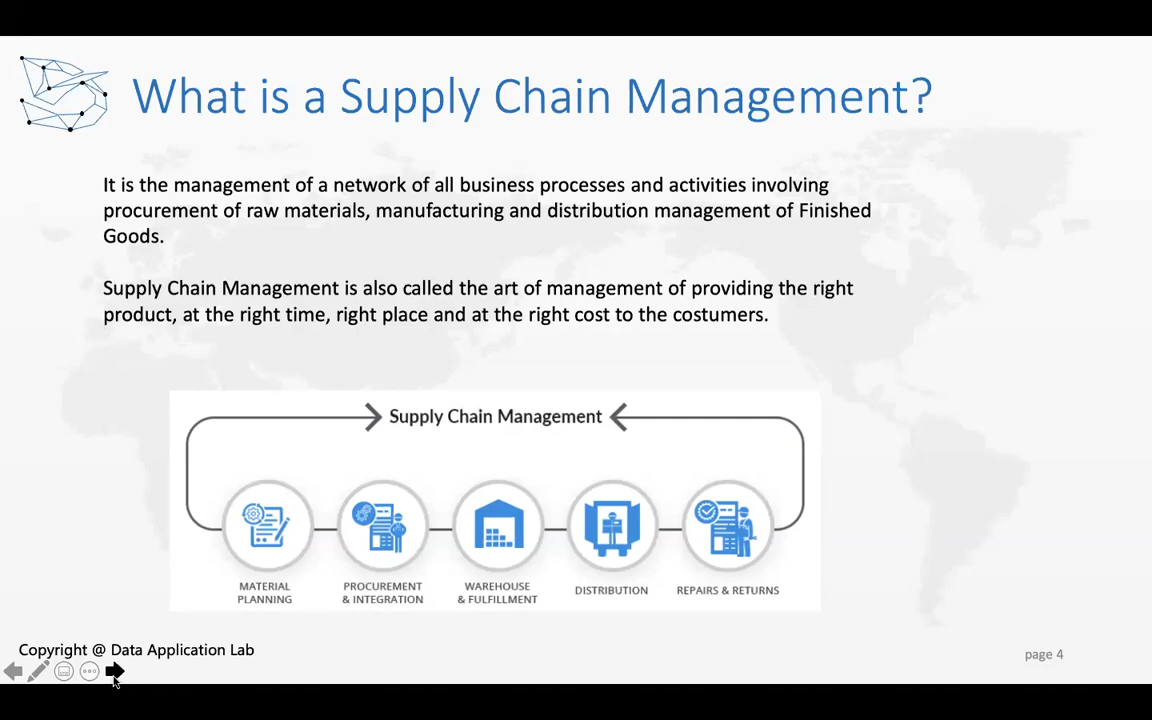 What is a Supply Chain Management?
It is the management of a network of all business processes and activities involving
procurement of raw materials, manufacturing and distribution management of Finished
Goods.
Supply Chain Management is also called the art of management of providing the right
product, at the right time, right place and at the right cost to the costumers.
Supply Chain Management
MATERIAL
PLANNING
PROCUREMENT
& INTEGRATION
WAREHOUSE
& FULFILLMENT
DISTRIBUTION
REPAIRS & RETURNS
Copyright @ Data Application Lab
page 4